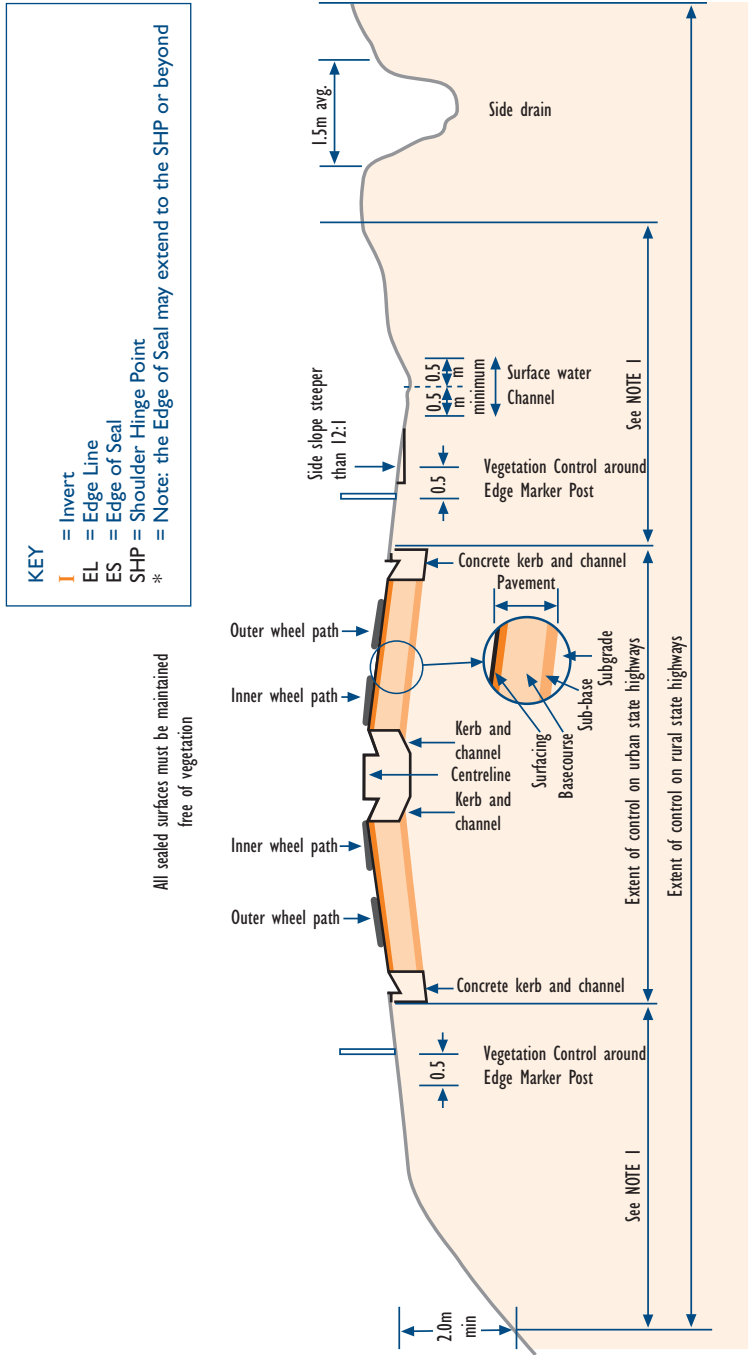 KEY
I = Invert
EL = Edge Line
ES = Edge of Seal
SHP = Shoulder Hinge Point
* = Note: the Edge of Seal may extend to the SHP or beyond
All sealed surfaces must be maintained
free of vegetation
1.5m avg.
Side drain
Side slope steeper
than 12:1
0.5
m
0.5
m
minimum
Surface water
Channel
0.5
Vegetation Control around
Edge Marker Post
See NOTE 1
Concrete kerb and channel
Pavement
Outer wheel path
Inner wheel path
Kerb and
channel
Centreline
Kerb and
channel
Surfacing
Basecourse
Sub-base
Subgrade
Inner wheel path
Outer wheel path
Concrete kerb and channel
Extent of control on urban state highways
Extent of control on rural state highways
0.5
Vegetation Control around
Edge Marker Post
See NOTE 1
2.0m
min